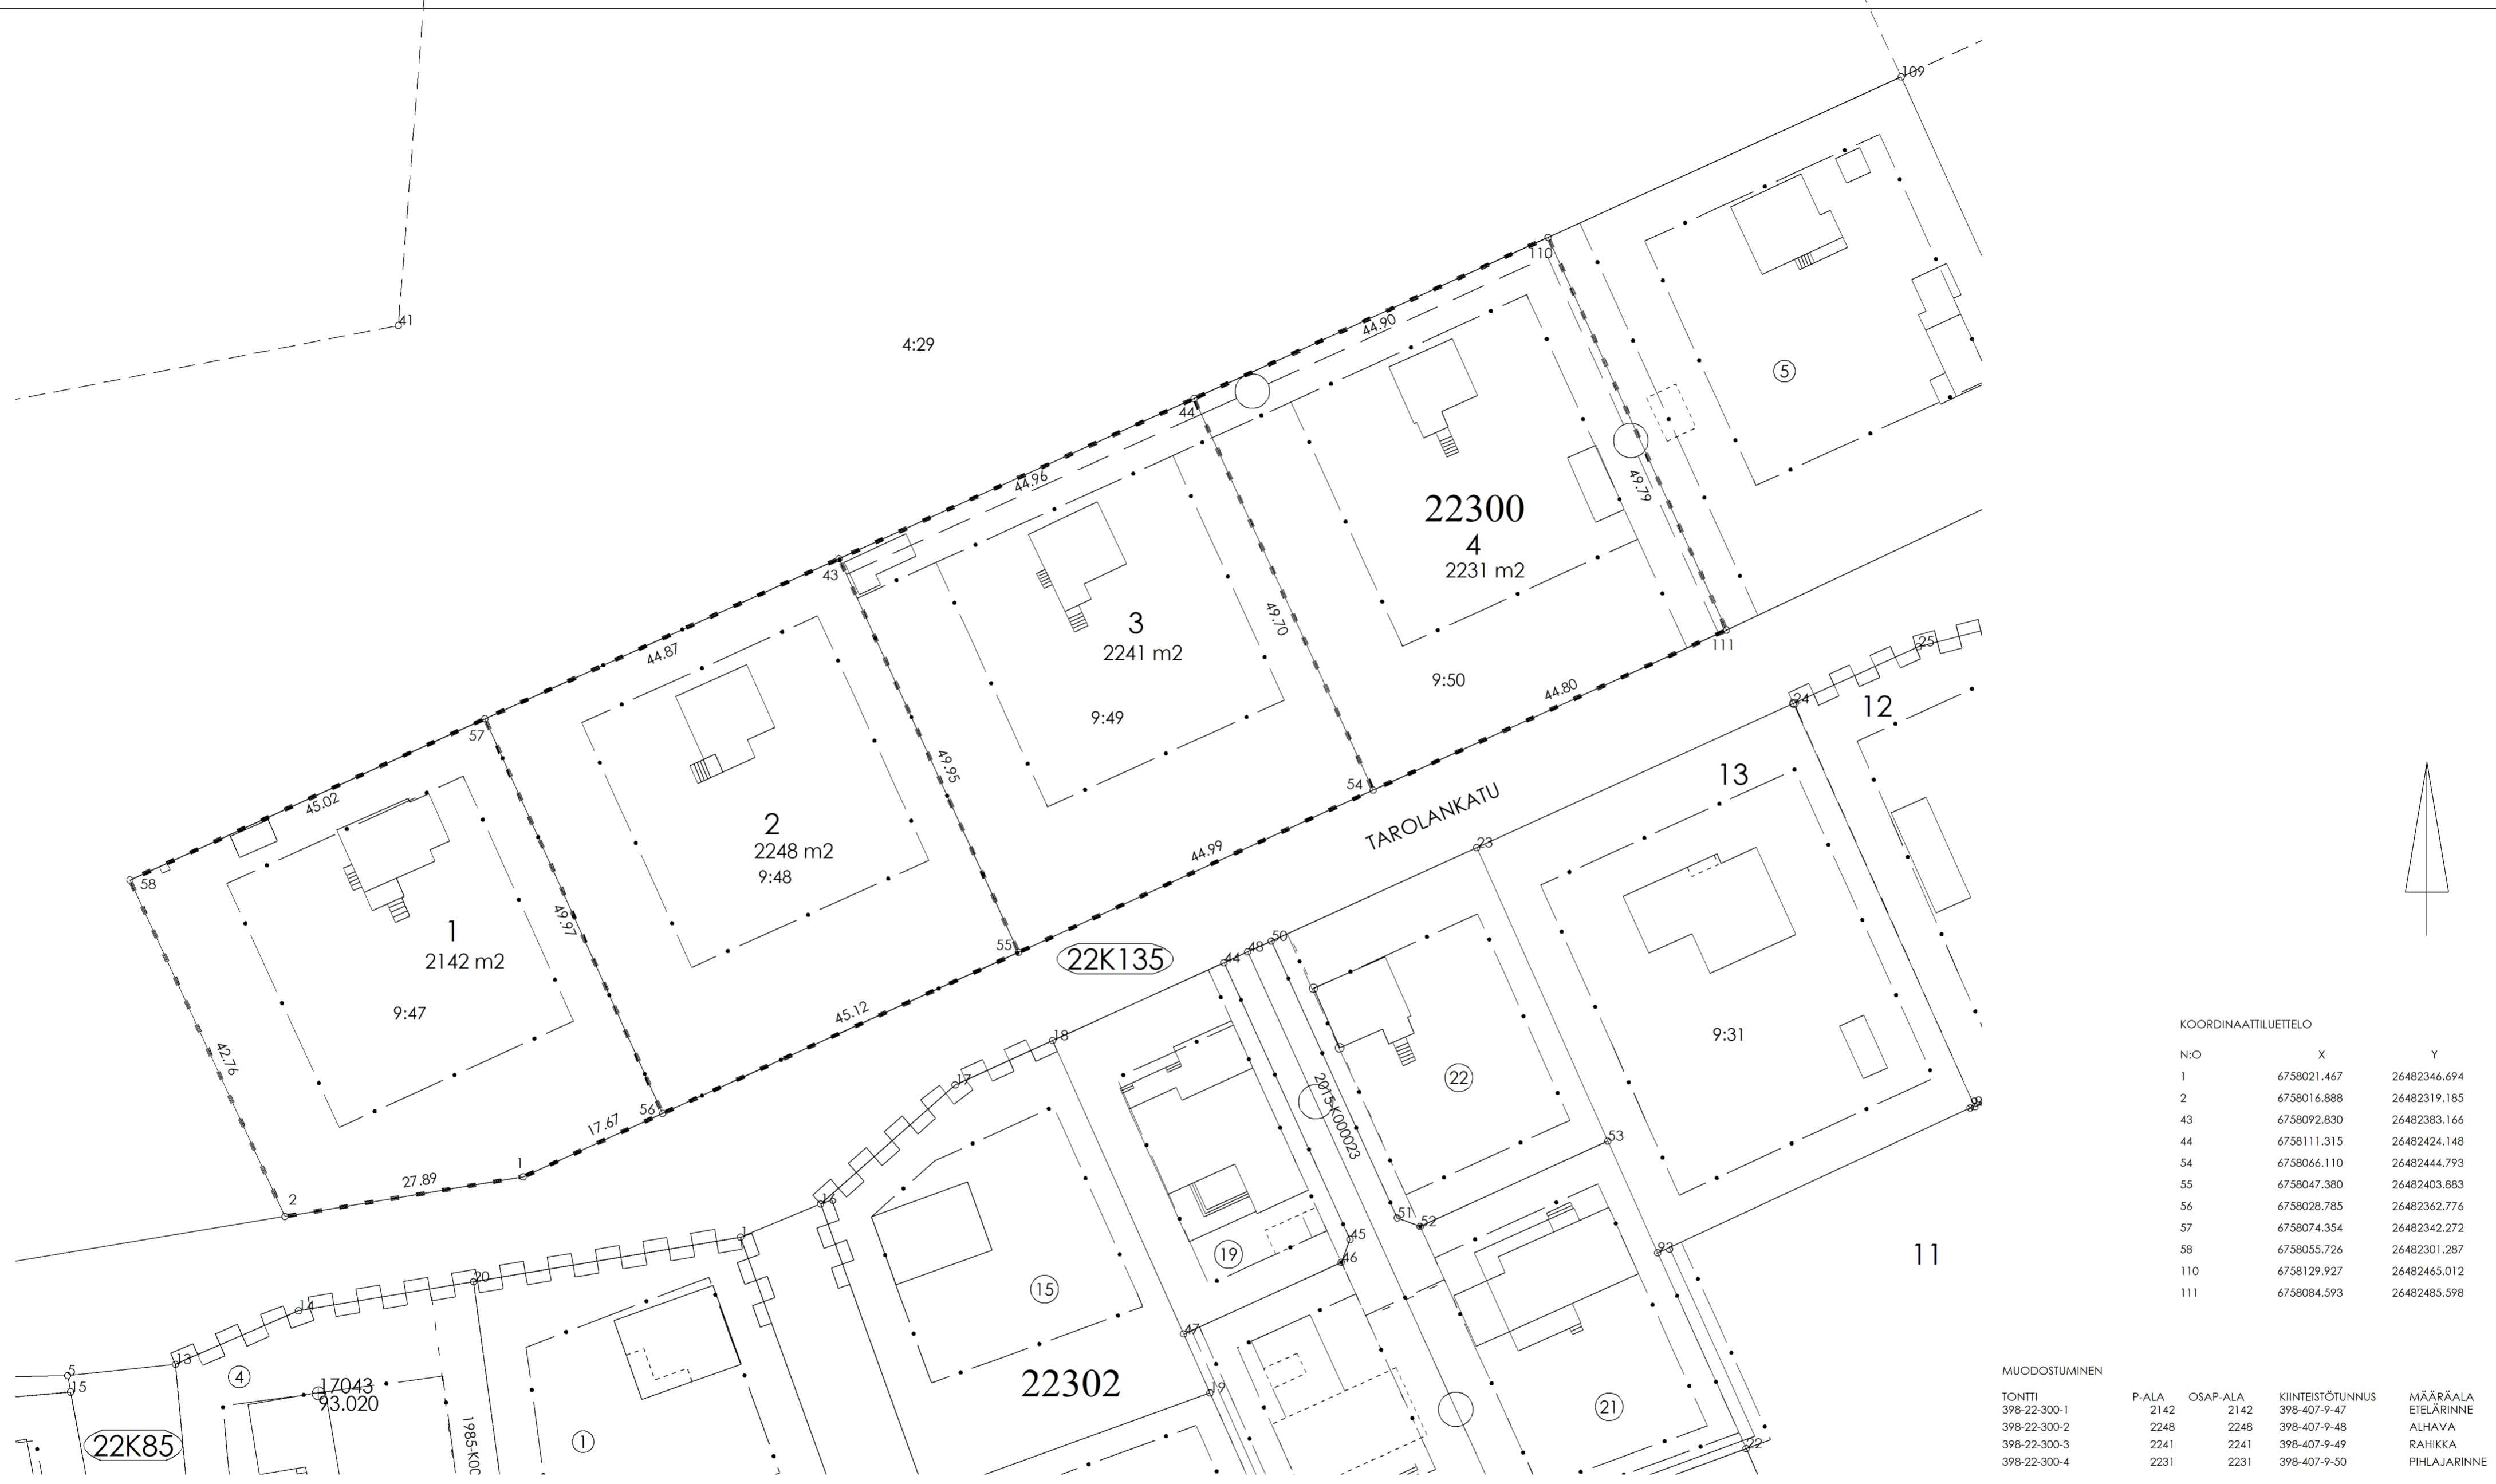 109
41
110
4:29
44.90
44
5
44.96
49.79
22300
4
2231 m2
43
3
2241 m2
49.70
44.87
111
25
9:50
44.80
24
12
57
9:49
13
49.95
54
TAROLANKATU
45.02
2
2248 m2
9:48
44.99
23
58
1
2142 m2
49.97
55
22K135
44
48
50
9:47
45.12
9:31
42.76
18
22
17
2015-K000023
56
17.67
53
1
27.89
2
16
51
52
1
45
46
19
23
11
20
15
14
47
13
5
15
4
17043
93.020
22302
19
21
22K85
1985-K00
1
22
KOORDINAATTILUETTELO
N:O X Y
1 6758021.467 26482346.694
2 6758016.888 26482319.185
43 6758092.830 26482383.166
44 6758111.315 26482424.148
54 6758066.110 26482444.793
55 6758047.380 26482403.883
56 6758028.785 26482362.776
57 6758074.354 26482342.272
58 6758055.726 26482301.287
110 6758129.927 26482465.012
111 6758084.593 26482485.598
MUODOSTUMINEN
TONTTI P-ALA OSAP-ALA KIINTEISTÖTUNNUS MÄÄRÄALA
398-22-300-1 2142 2142 398-407-9-47 ETELÄRINNE
398-22-300-2 2248 2248 398-407-9-48 ALHAVA
398-22-300-3 2241 2241 398-407-9-49 RAHIKKA
398-22-300-4 2231 2231 398-407-9-50 PIHLAJARINNE